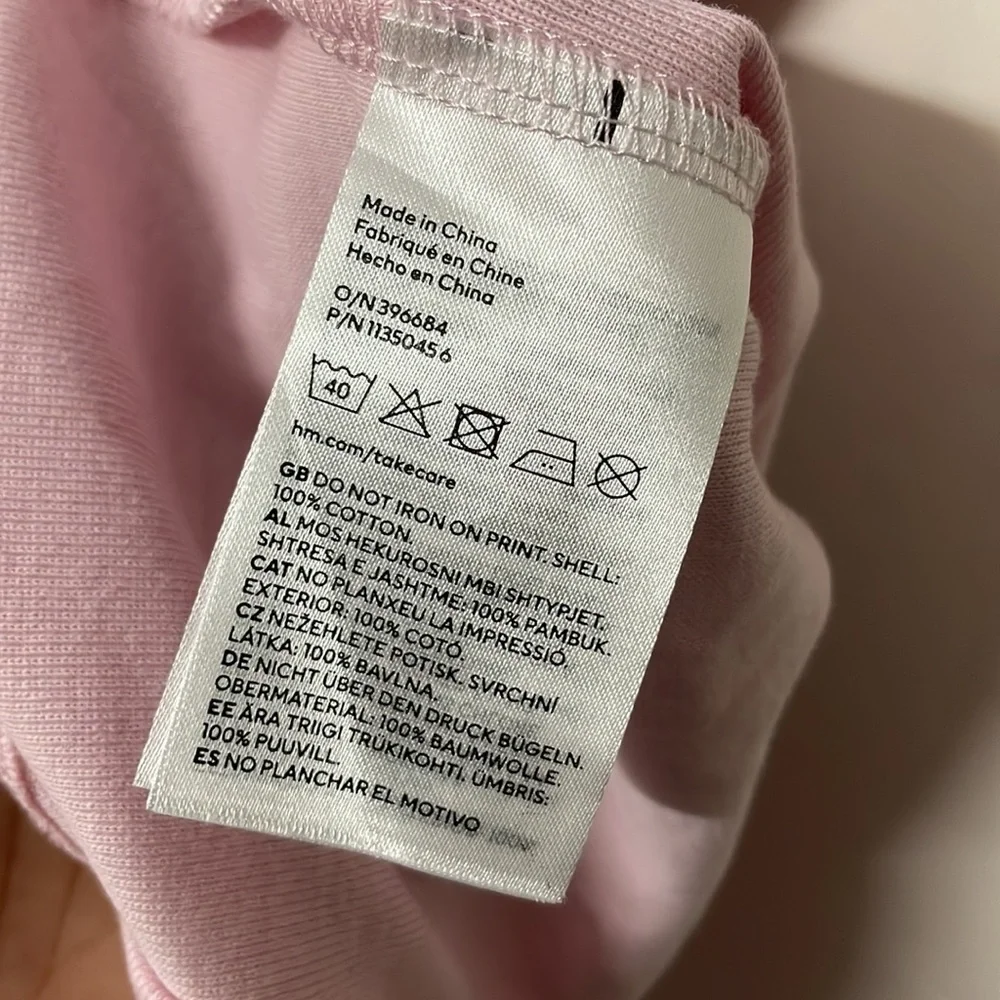 Made in China
Fabriqué en Chine
Hecho en China
O/N 396684
P/N 1135045 6
40
hm.com/takecare
GB DO NOT IRON ON PRINT. SHELL:
100% COTTON.
AL MOS HEKUROSNI MBI SHTYPJET.
SHTRESA E JASHTME: 100% PAMBUK.
CAT NO PLANXEU LA IMPRESSIÓ.
EXTERIOR: 100% COTÓ.
CZ NEŽEHLETE POTISK. SVRCHNÍ
LÁTKA: 100% BAVLNA.
DE NICHT ÜBER DEN DRUCK BÜGELN.
OBERMATERIAL: 100% BAUMWOLLE.
EE ÄRA TRIIGI TRÜKIKOHTI. ÜMBRIS:
100% PUUVILL.
ES NO PLANCHAR EL MOTIVO